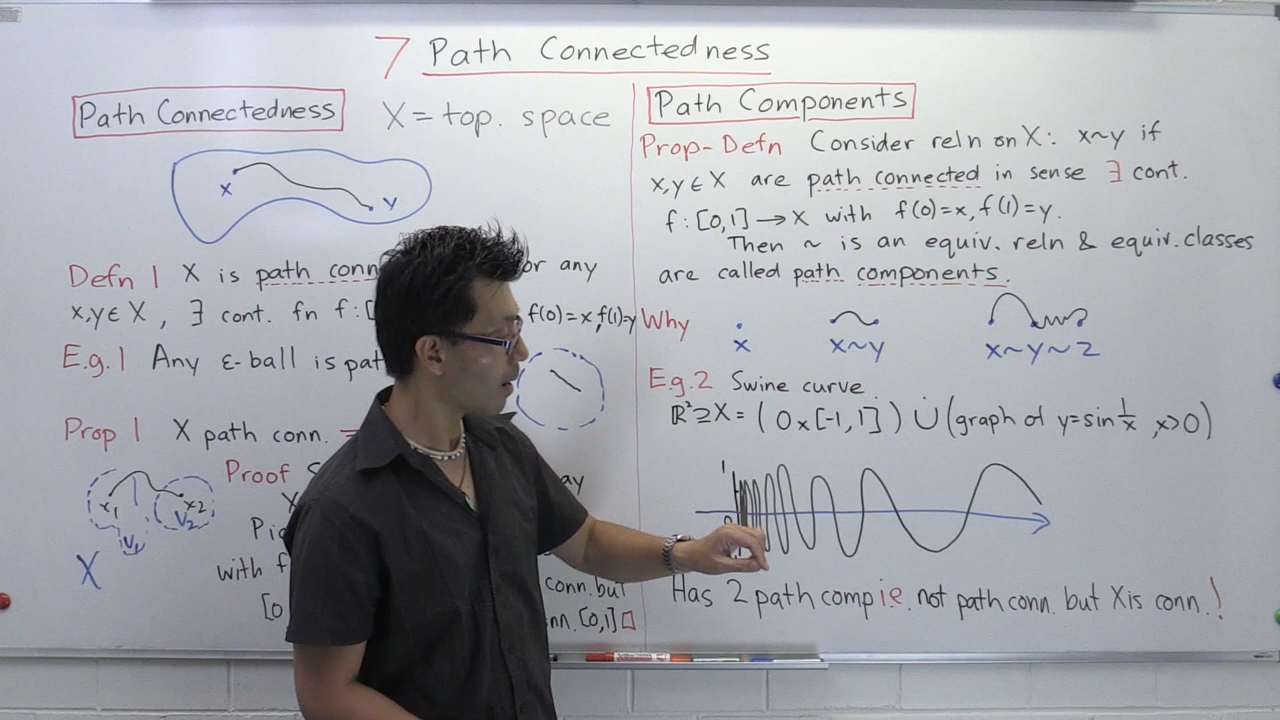 7 Path Connectedness
Path Connectedness
X = top. space
x
y
Defn 1 X is path conn or any
x,y ∈ X , ∃ cont. fn f:[ f(0)=x, f(1)=y
E.g.1 Any ε-ball is pat
Prop 1 X path conn.
Proof
ay
x1 x2
V1 V2
X
X
Pic
with f conn. but
[0 nn. [0,1] □
Path Components
Prop-Defn Consider reln on X: x~y if
x,y ∈ X are path connected in sense ∃ cont.
f: [0,1] → X with f(0)=x, f(1)=y.
Then ~ is an equiv. reln & equiv. classes
are called path components.
Why
x x~y x~y~z
E.g.2 Swine curve
ℝ² ⊇ X = (0×[-1,1]) ∪̇ (graph of y=sin 1/x, x>0)
1
Has 2 path comp i.e. not path conn. but X is conn.!